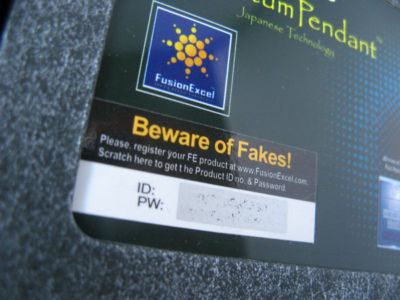 tumPendant
Japanese Technology
FusionExcel
Beware of Fakes!
Please. register your FE product at www.FusionExcel.com.
Scratch here to get the Product ID no. & Password.
ID:
PW: